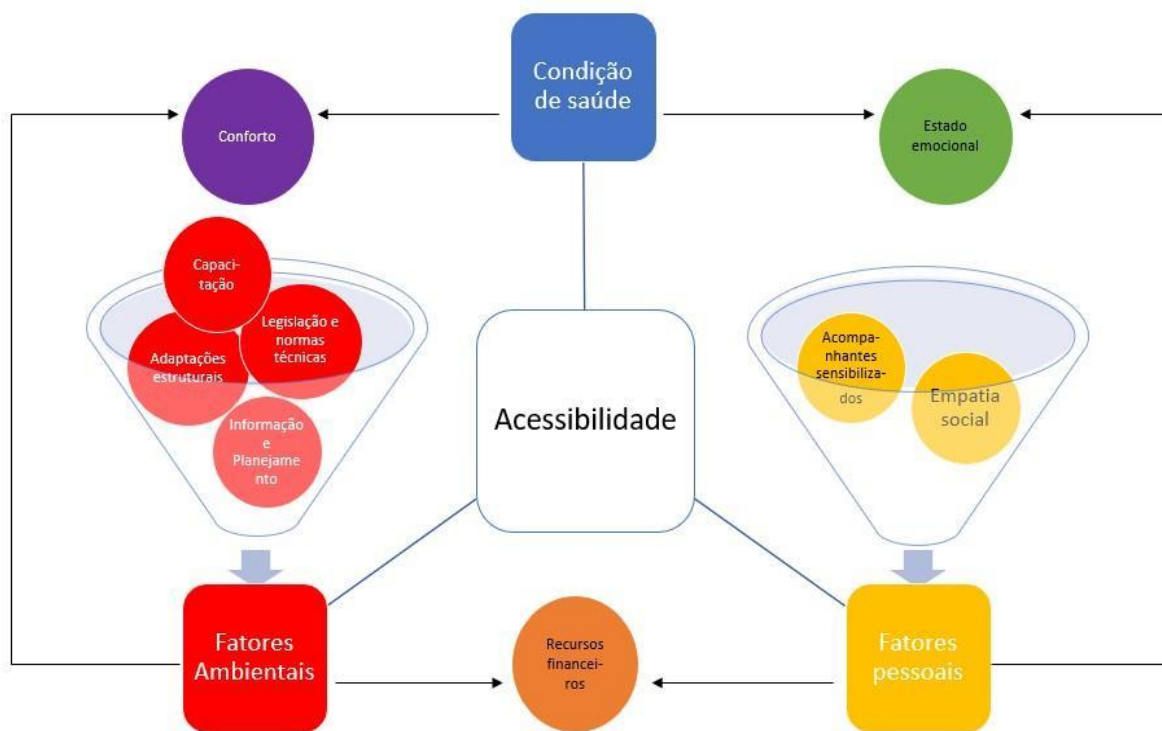 Condição
de saúde
Conforto
Estado
emocional
Capaci-
tação
Legislação e
normas
técnicas
Adaptações
estruturais
Informação
e
Planejame
nto
Acompa-
nhantes
sensibiliza-
dos
Empatia
social
Acessibilidade
Fatores
Ambientais
Recursos
financei-
ros
Fatores
pessoais